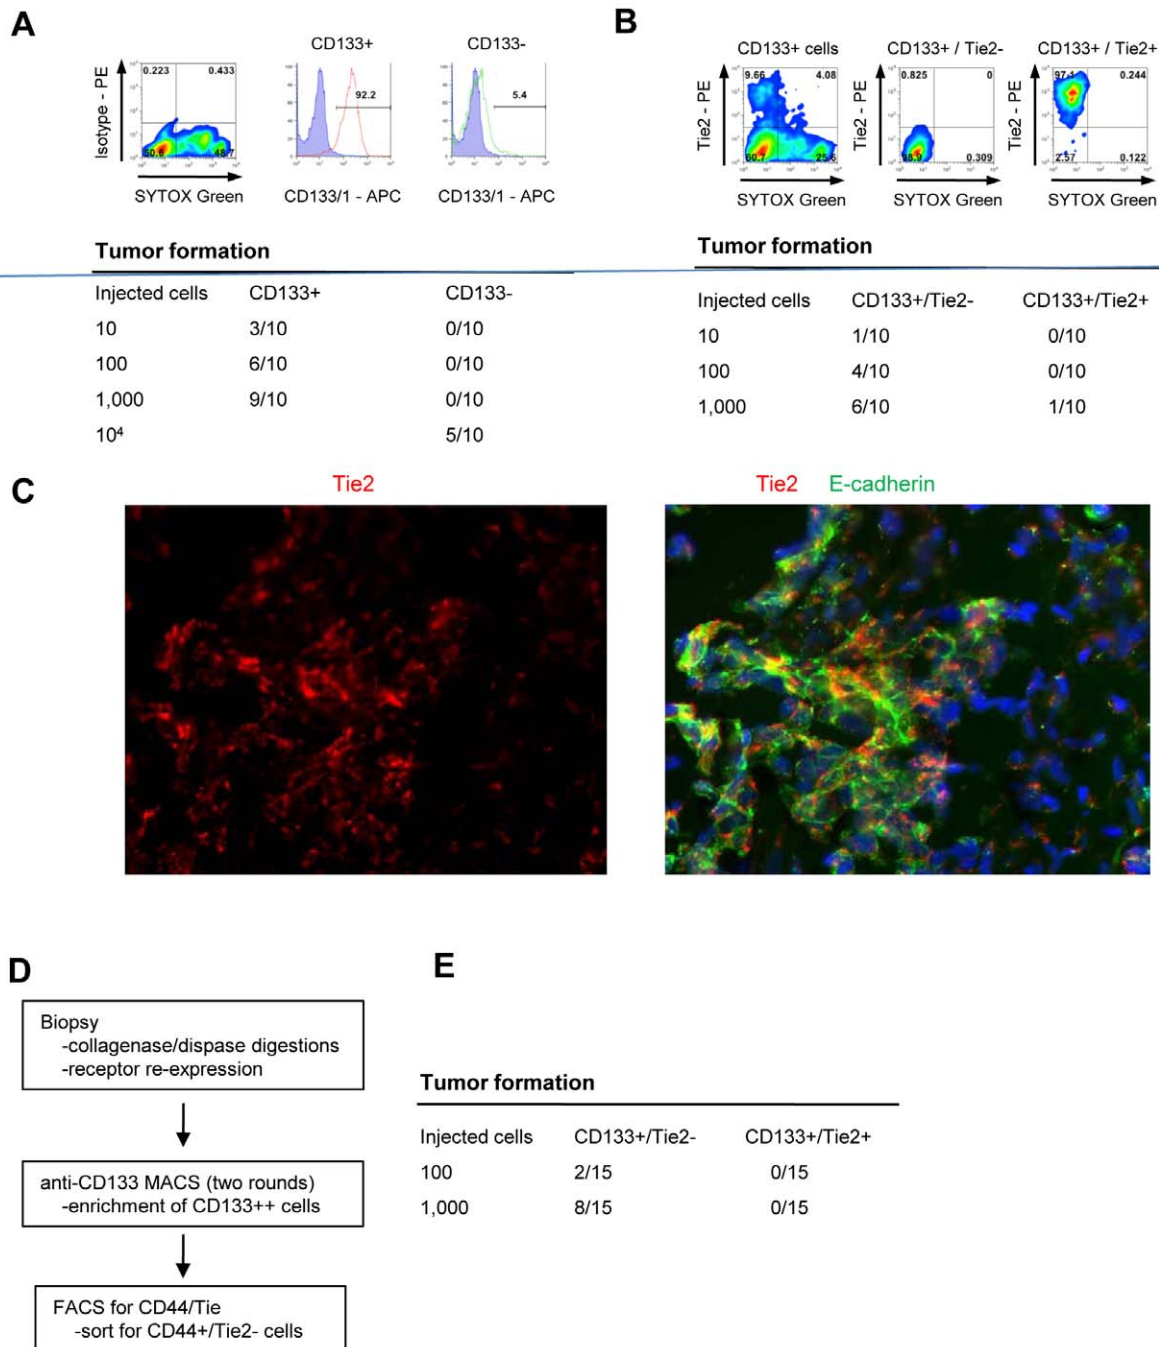 A
CD133+
CD133-
0.223
0.433
50.6
48.7
Isotype - PE
SYTOX Green
92.2
CD133/1 - APC
5.4
CD133/1 - APC
Tumor formation
Injected cells CD133+ CD133-
10 3/10 0/10
100 6/10 0/10
1,000 9/10 0/10
10⁴ 5/10
B
CD133+ cells
CD133+ / Tie2-
CD133+ / Tie2+
Tie2 - PE
9.66
4.08
60.7
25.6
SYTOX Green
Tie2 - PE
0.825
0
98.9
0.309
SYTOX Green
Tie2 - PE
97.1
0.244
2.57
0.122
SYTOX Green
Tumor formation
Injected cells CD133+/Tie2- CD133+/Tie2+
10 1/10 0/10
100 4/10 0/10
1,000 6/10 1/10
C
Tie2
Tie2 E-cadherin
D
Biopsy
-collagenase/dispase digestions
-receptor re-expression
anti-CD133 MACS (two rounds)
-enrichment of CD133++ cells
FACS for CD44/Tie
-sort for CD44+/Tie2- cells
E
Tumor formation
Injected cells CD133+/Tie2- CD133+/Tie2+
100 2/15 0/15
1,000 8/15 0/15